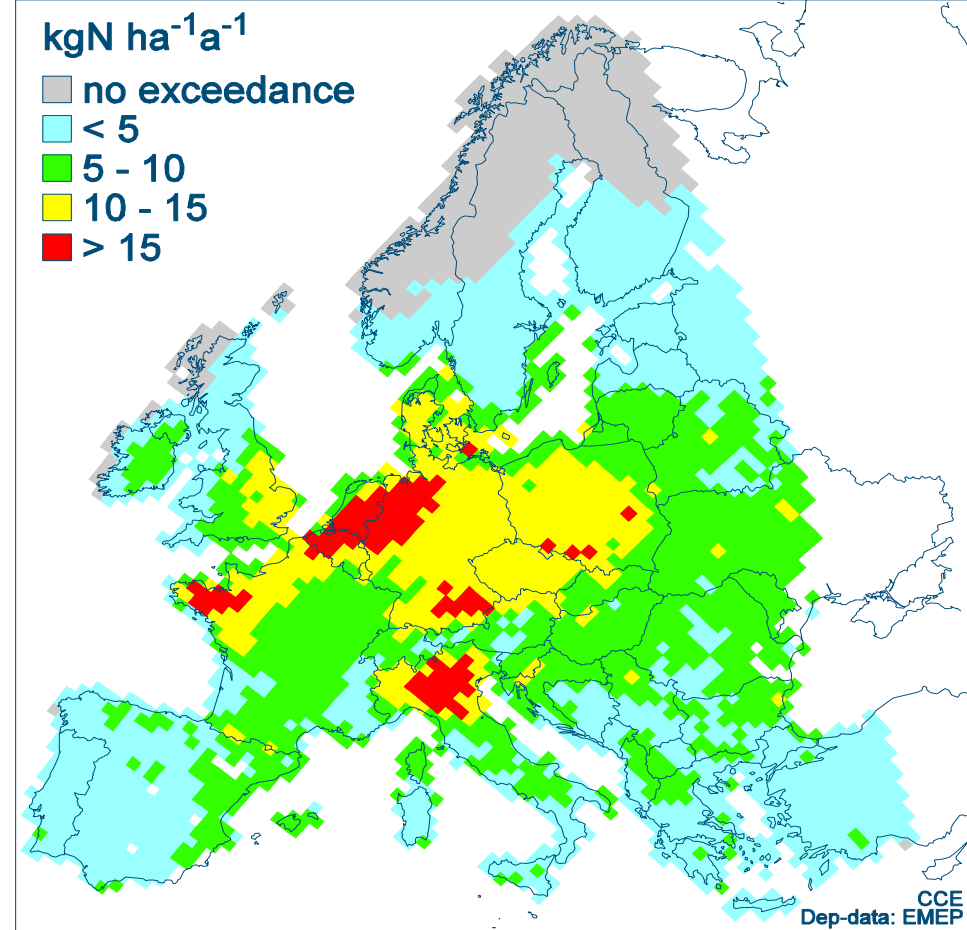 kgN ha⁻¹a⁻¹
no exceedance
< 5
5 - 10
10 - 15
> 15
CCE
Dep-data: EMEP